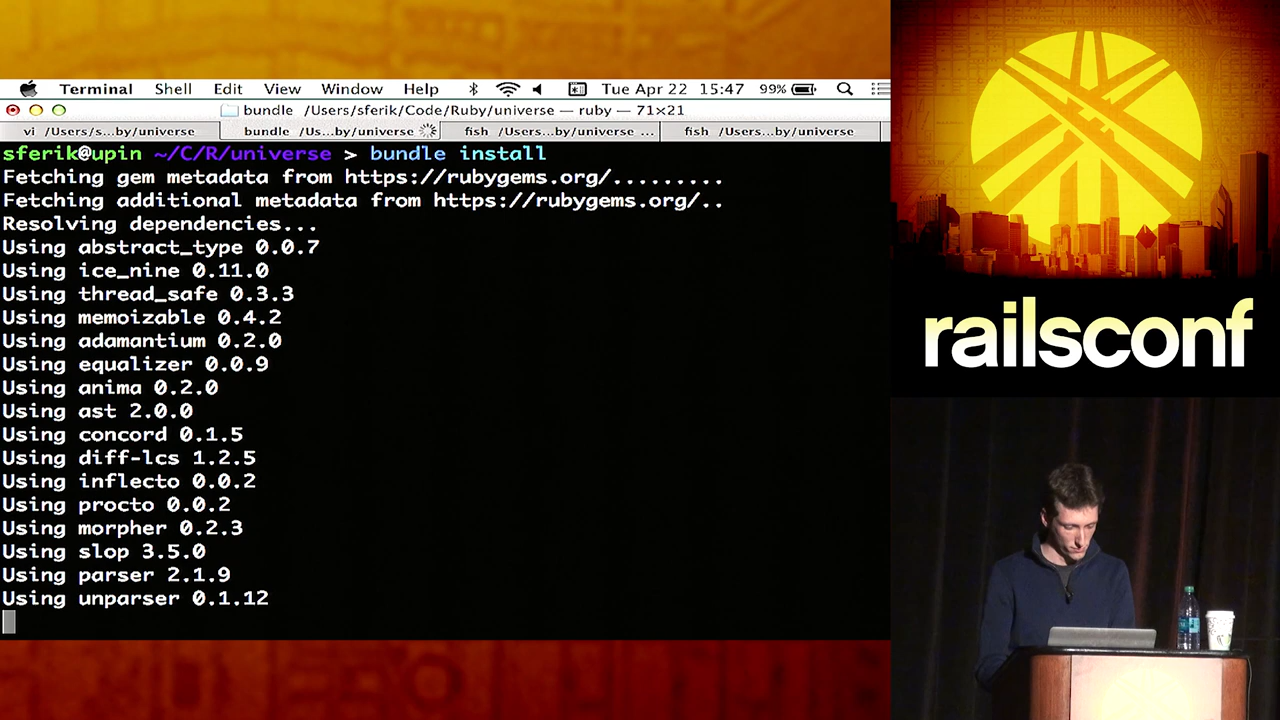 Terminal Shell Edit View Window Help Tue Apr 22 15:47 99%
bundle /Users/sferik/Code/Ruby/universe — ruby — 71×21
vi /Users/s...by/universe bundle /Us...by/universe fish /Users...by/universe ... fish /Users...by/universe
sferik@upin ~/C/R/universe > bundle install
Fetching gem metadata from https://rubygems.org/.........
Fetching additional metadata from https://rubygems.org/..
Resolving dependencies...
Using abstract_type 0.0.7
Using ice_nine 0.11.0
Using thread_safe 0.3.3
Using memoizable 0.4.2
Using adamantium 0.2.0
Using equalizer 0.0.9
Using anima 0.2.0
Using ast 2.0.0
Using concord 0.1.5
Using diff-lcs 1.2.5
Using inflecto 0.0.2
Using procto 0.0.2
Using morpher 0.2.3
Using slop 3.5.0
Using parser 2.1.9
Using unparser 0.1.12
railsconf